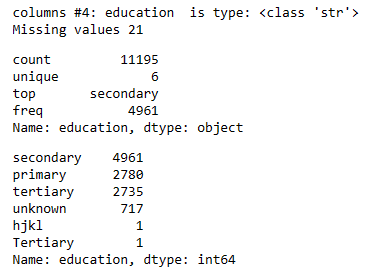 columns #4: education  is type: <class 'str'>
Missing values 21
count         11195
unique            6
top       secondary
freq           4961
Name: education, dtype: object
secondary    4961
primary      2780
tertiary     2735
unknown       717
hjkl            1
Tertiary        1
Name: education, dtype: int64